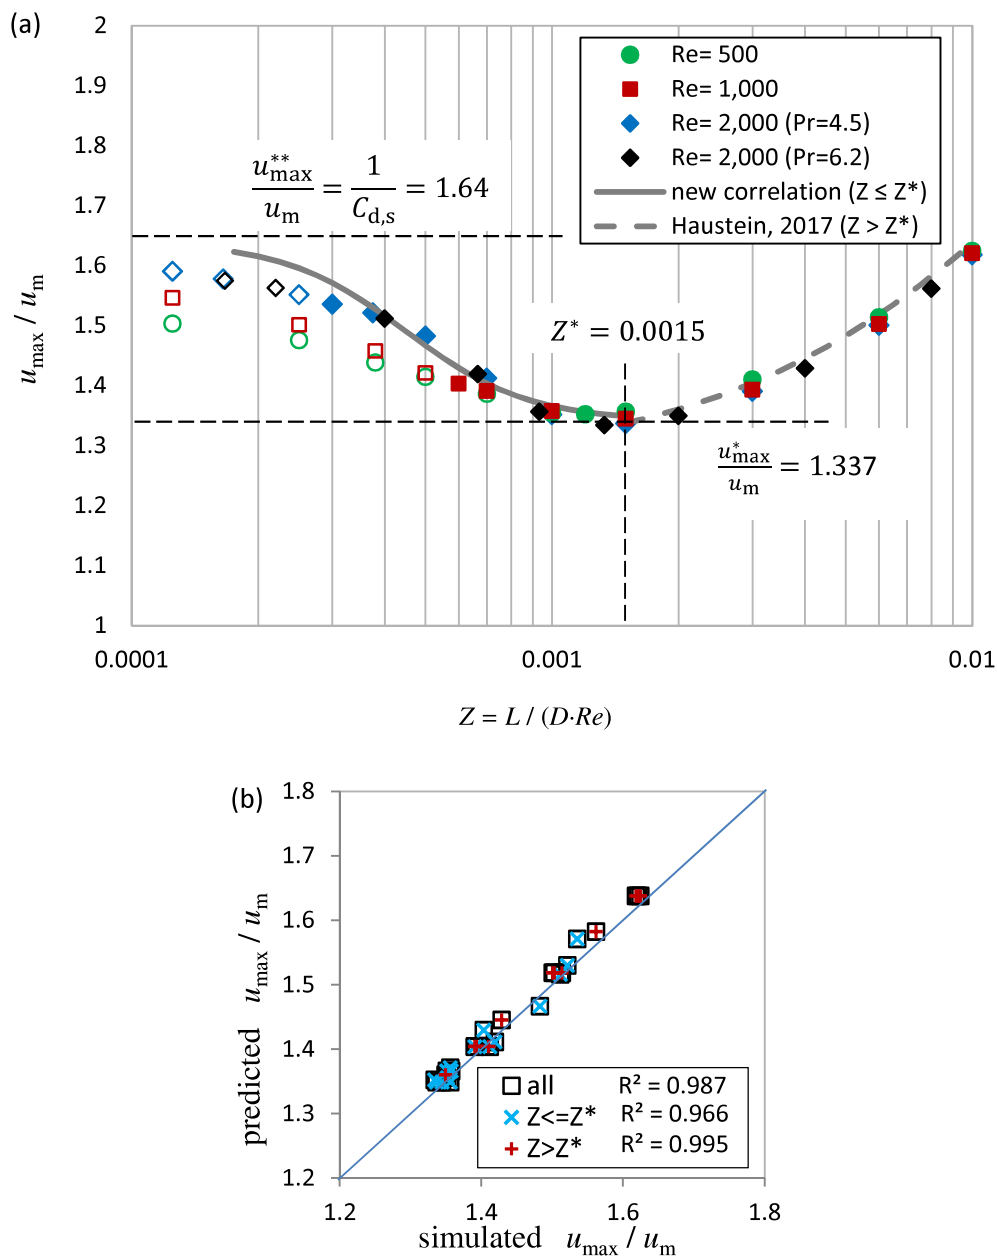 (a)
2
1.9
1.8
1.7
1.6
1.5
1.4
1.3
1.2
1.1
1
u_max / u_m
Re= 500
Re= 1,000
Re= 2,000 (Pr=4.5)
Re= 2,000 (Pr=6.2)
new correlation (Z ≤ Z*)
Haustein, 2017 (Z > Z*)
u**_max / u_m = 1 / C_d,s = 1.64
Z* = 0.0015
u*_max / u_m = 1.337
0.0001 0.001 0.01
Z = L / (D·Re)
(b)
1.8
1.7
1.6
1.5
1.4
1.3
1.2
predicted u_max / u_m
all R² = 0.987
Z<=Z* R² = 0.966
Z>Z* R² = 0.995
1.2 1.4 1.6 1.8
simulated u_max / u_m